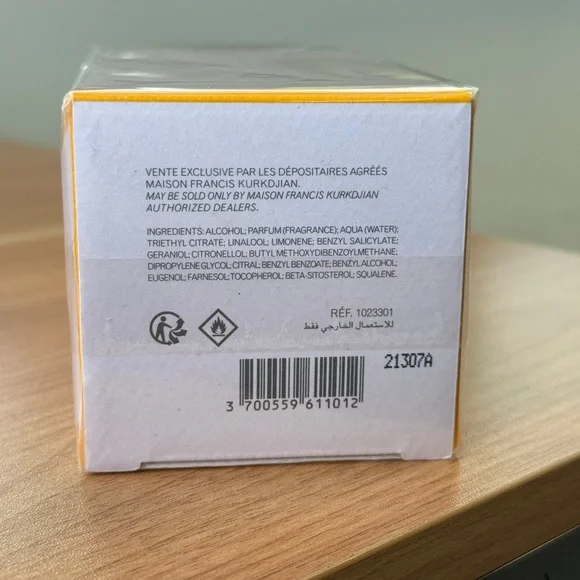 VENTE EXCLUSIVE PAR LES DÉPOSITAIRES AGRÉÉS
MAISON FRANCIS KURKDJIAN.
MAY BE SOLD ONLY BY MAISON FRANCIS KURKDJIAN
AUTHORIZED DEALERS.
INGREDIENTS: ALCOHOL; PARFUM (FRAGRANCE); AQUA (WATER);
TRIETHYL CITRATE; LINALOOL; LIMONENE; BENZYL SALICYLATE;
GERANIOL; CITRONELLOL; BUTYL METHOXYDIBENZOYLMETHANE;
DIPROPYLENE GLYCOL; CITRAL; BENZYL BENZOATE; BENZYL ALCOHOL;
EUGENOL; FARNESOL; TOCOPHEROL; BETA-SITOSTEROL; SQUALENE.
RÉF. 1023301
للاستعمال الخارجي فقط
21307A
3 700559 611012